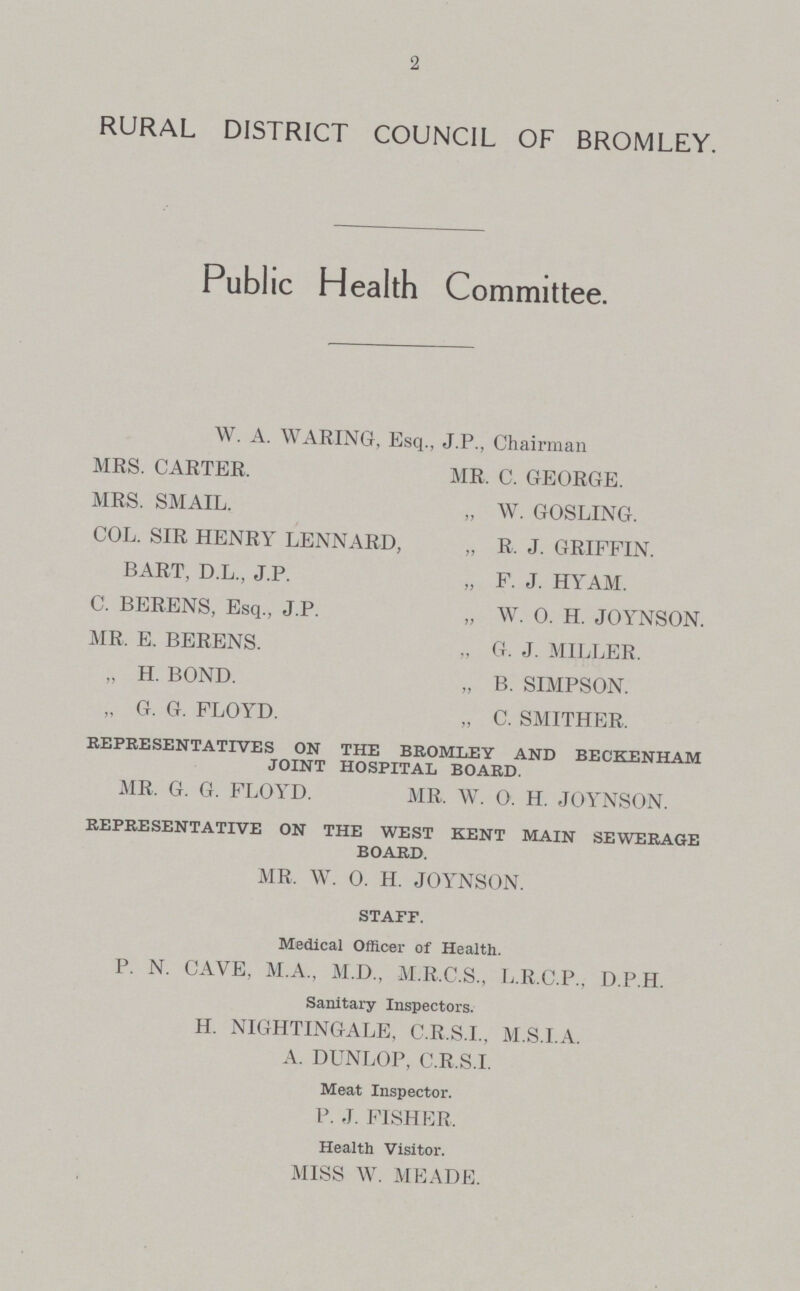 2
RURAL DISTRICT COUNCIL OF BROMLEY.
Public Health Committee.
W. A. WARING, Esq., J.P., Chairman
MRS. CARTER.
MRS. SMAIL.
COL. SIR HENRY LENNARD,
BART, D.L., J.P.
C. BERENS, Esq., J.P.
MR. E. BERENS.
„ H. BOND.
„ G. G. FLOYD.
MR. C. GEORGE.
„ W. GOSLING.
„ R. J. GRIFFIN.
„ F. J. HYAM.
„ W. O. H. JOYNSON.
„ G. J. MILLER.
„ B. SIMPSON.
„ C. SMITHER.
REPRESENTATIVES ON THE BROMLEY AND BECKENHAM
JOINT HOSPITAL BOARD.
MR. G. G. FLOYD. MR. W. O. H. JOYNSON.
REPRESENTATIVE ON THE WEST KENT MAIN SEWERAGE
BOARD.
MR. W. O. H. JOYNSON.
STAFF.
Medical Officer of Health.
P. N. CAVE, M.A., M.D., M.R.C.S., L.R.C.P., D.P.H.
Sanitary Inspectors.
H. NIGHTINGALE, C.R.S.I., M.S.I.A.
A. DUNLOP, C.R.S.I.
Meat Inspector.
P. J. FISHER.
Health Visitor.
MISS W. MEADE.